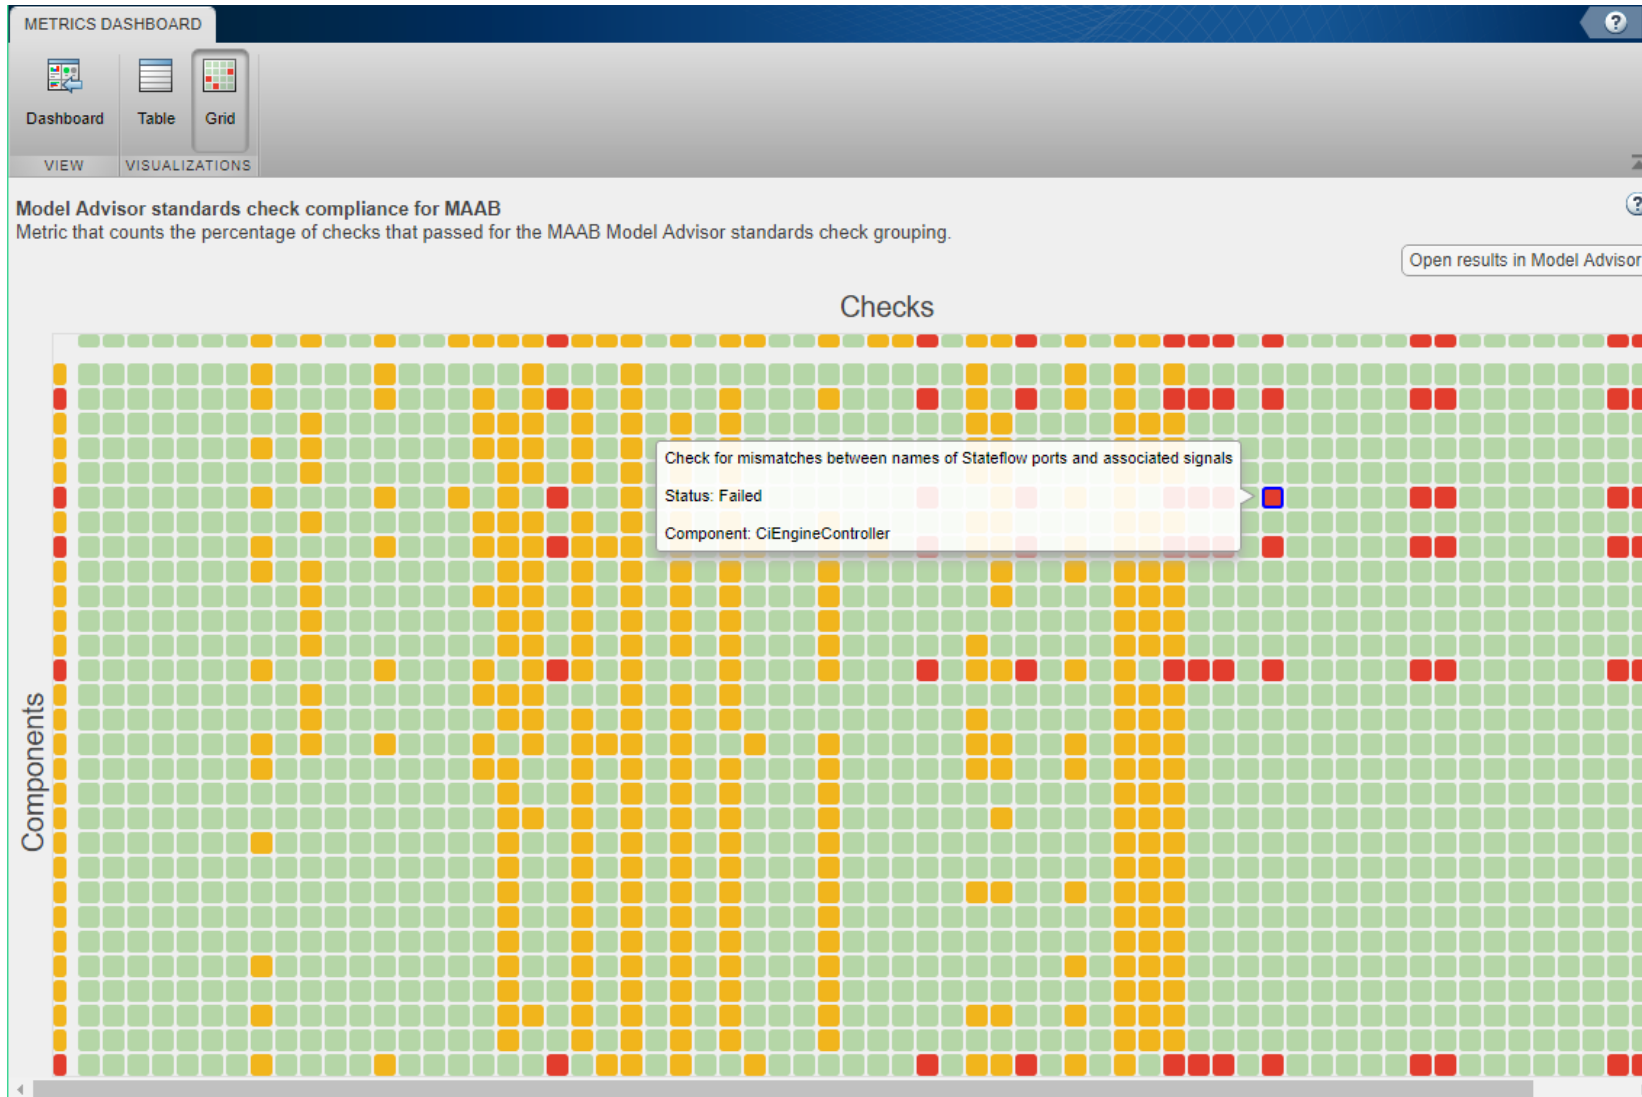 METRICS DASHBOARD
?
Dashboard
Table
Grid
VIEW
VISUALIZATIONS
Model Advisor standards check compliance for MAAB
?
Metric that counts the percentage of checks that passed for the MAAB Model Advisor standards check grouping.
Open results in Model Advisor
Checks
Check for mismatches between names of Stateflow ports and associated signals
Status: Failed
Component: CiEngineController
Components